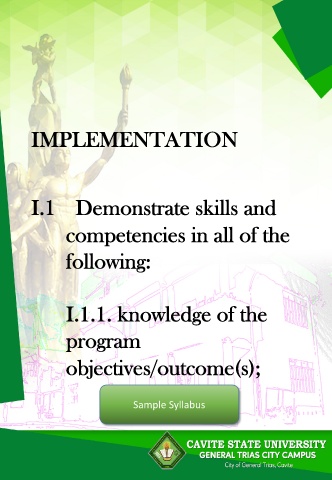 IMPLEMENTATION
I.1 Demonstrate skills and
competencies in all of the
following:
I.1.1. knowledge of the
program
objectives/outcome(s);
Sample Syllabus
CAVITE STATE UNIVERSITY
GENERAL TRIAS CITY CAMPUS
City of General Trias, Cavite